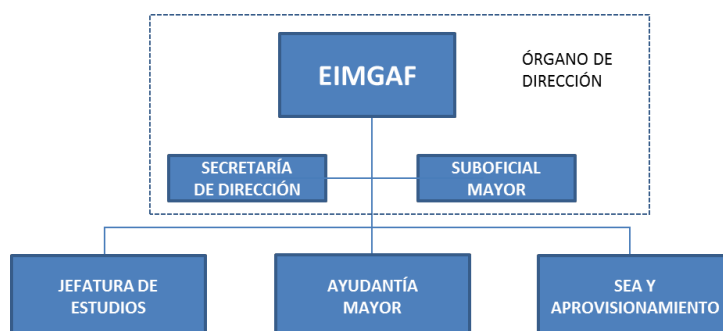 EIMGAF
ÓRGANO DE
DIRECCIÓN
SECRETARÍA
DE DIRECCIÓN
SUBOFICIAL
MAYOR
JEFATURA DE
ESTUDIOS
AYUDANTÍA
MAYOR
SEA Y
APROVISIONAMIENTO